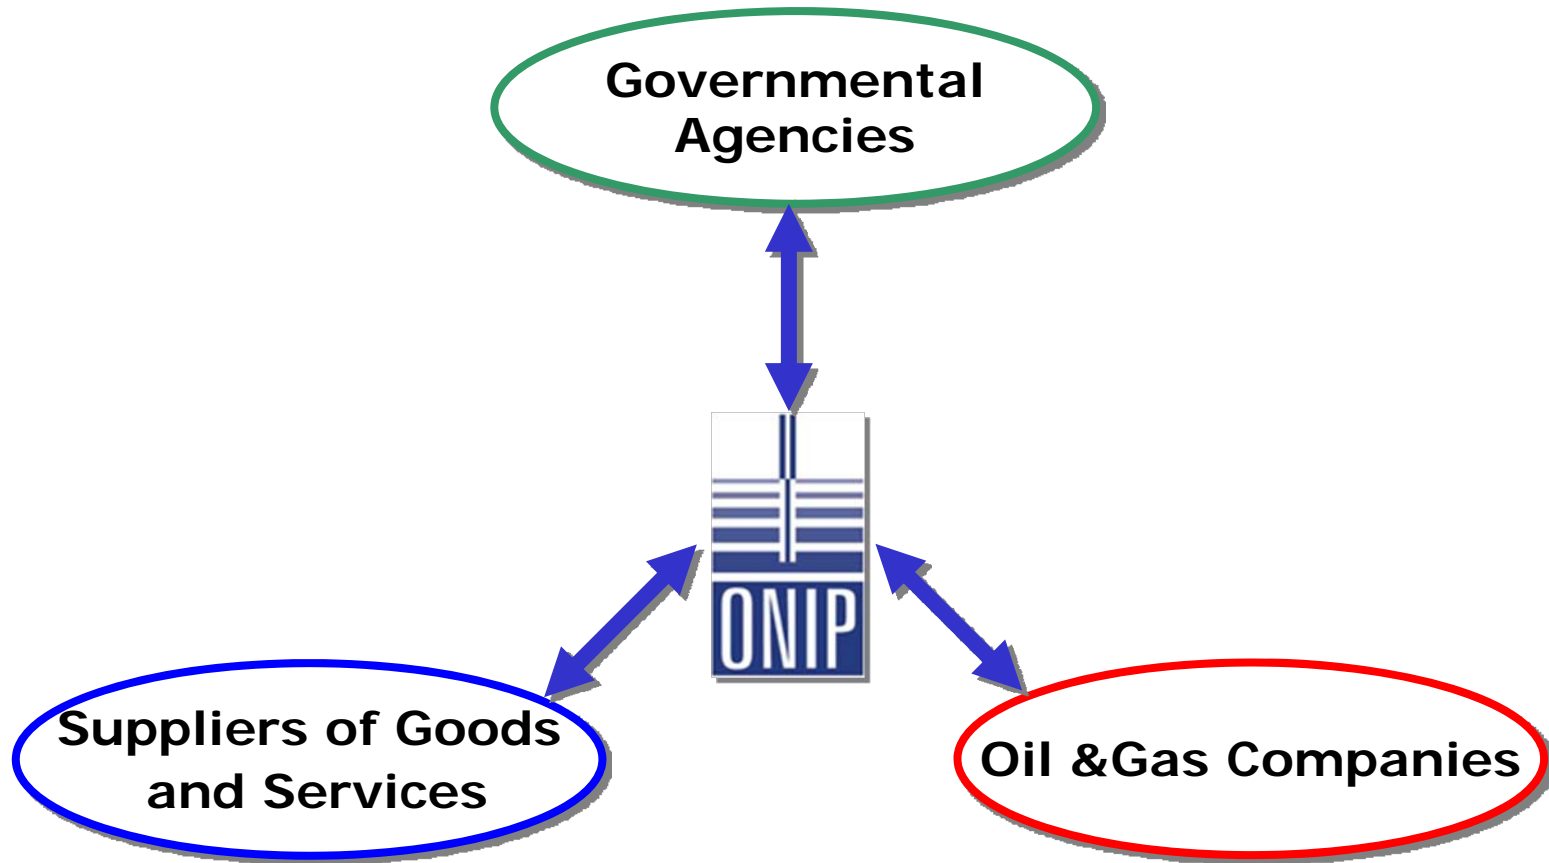 Governmental
Agencies
ONIP
Suppliers of Goods
and Services
Oil &Gas Companies